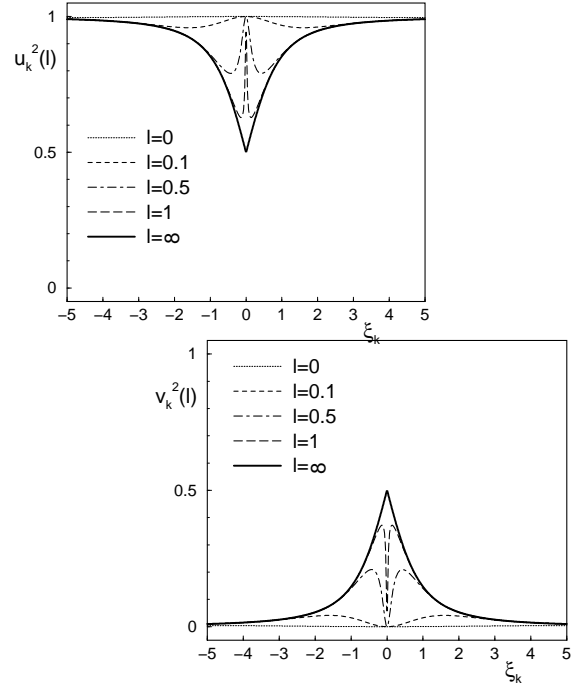 1
u_k^2(l)
0.5
l=0
l=0.1
l=0.5
l=1
l=∞
0
−5 −4 −3 −2 −1 0 1 2 3 4 5
ξ_k
1
v_k^2(l)
l=0
l=0.1
l=0.5
l=1
l=∞
0.5
0
−5 −4 −3 −2 −1 0 1 2 3 4 5
ξ_k